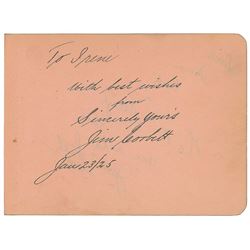 To Irene
With best wishes
from
Sincerely Yours
Jim Corbett
Jan 23/25